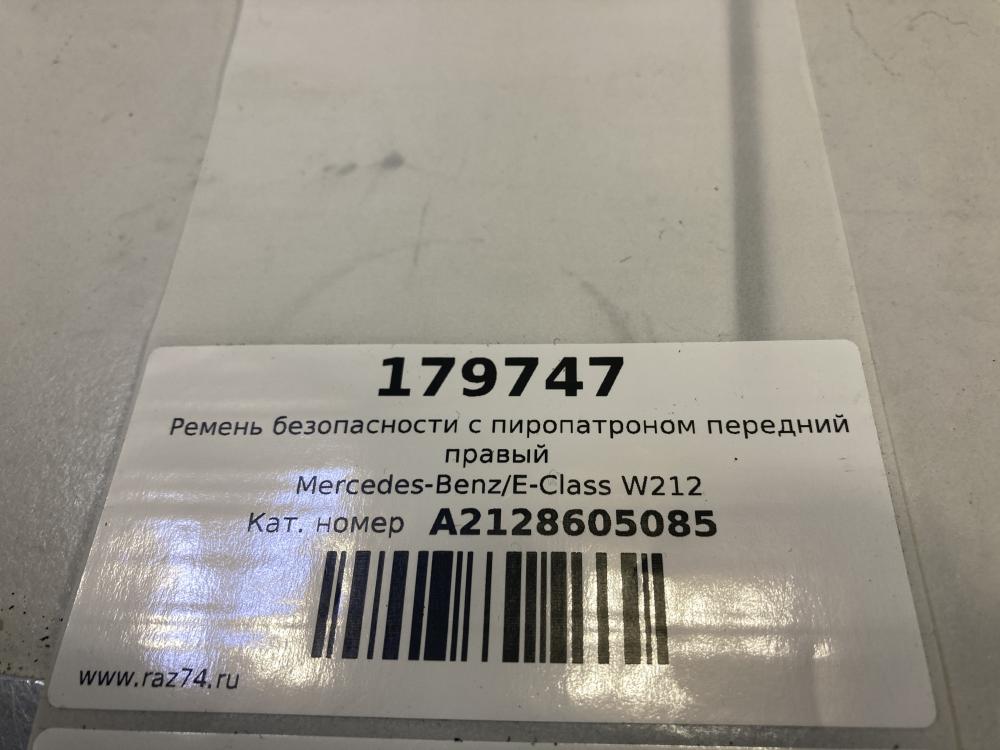 179747
Ремень безопасности с пиропатроном передний
правый
Mercedes-Benz/E-Class W212
Кат. номер A2128605085
www.raz74.ru